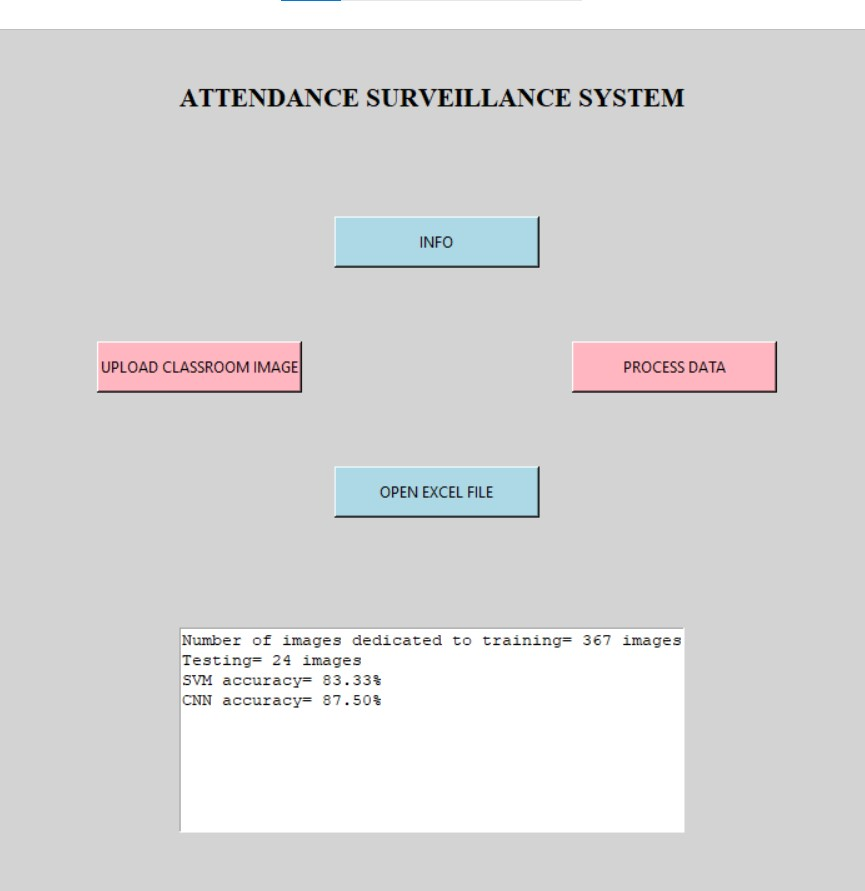 ATTENDANCE SURVEILLANCE SYSTEM
INFO
UPLOAD CLASSROOM IMAGE
PROCESS DATA
OPEN EXCEL FILE
Number of images dedicated to training= 367 images
Testing= 24 images
SVM accuracy= 83.33%
CNN accuracy= 87.50%